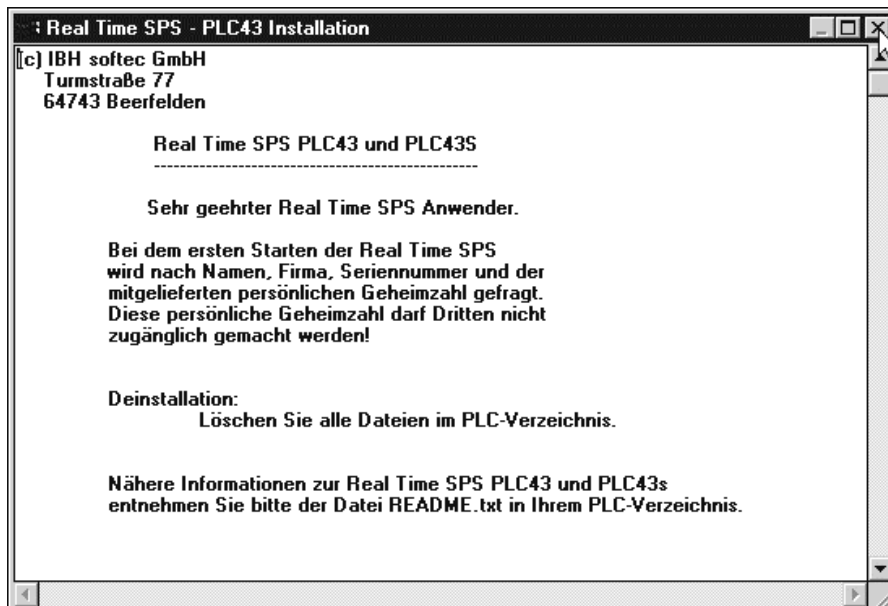 Real Time SPS - PLC43 Installation
(c) IBH softec GmbH
Turmstraße 77
64743 Beerfelden
Real Time SPS PLC43 und PLC43S
--------------------------------------------------
Sehr geehrter Real Time SPS Anwender.
Bei dem ersten Starten der Real Time SPS
wird nach Namen, Firma, Seriennummer und der
mitgelieferten persönlichen Geheimzahl gefragt.
Diese persönliche Geheimzahl darf Dritten nicht
zugänglich gemacht werden!
Deinstallation:
Löschen Sie alle Dateien im PLC-Verzeichnis.
Nähere Informationen zur Real Time SPS PLC43 und PLC43s
entnehmen Sie bitte der Datei README.txt in Ihrem PLC-Verzeichnis.